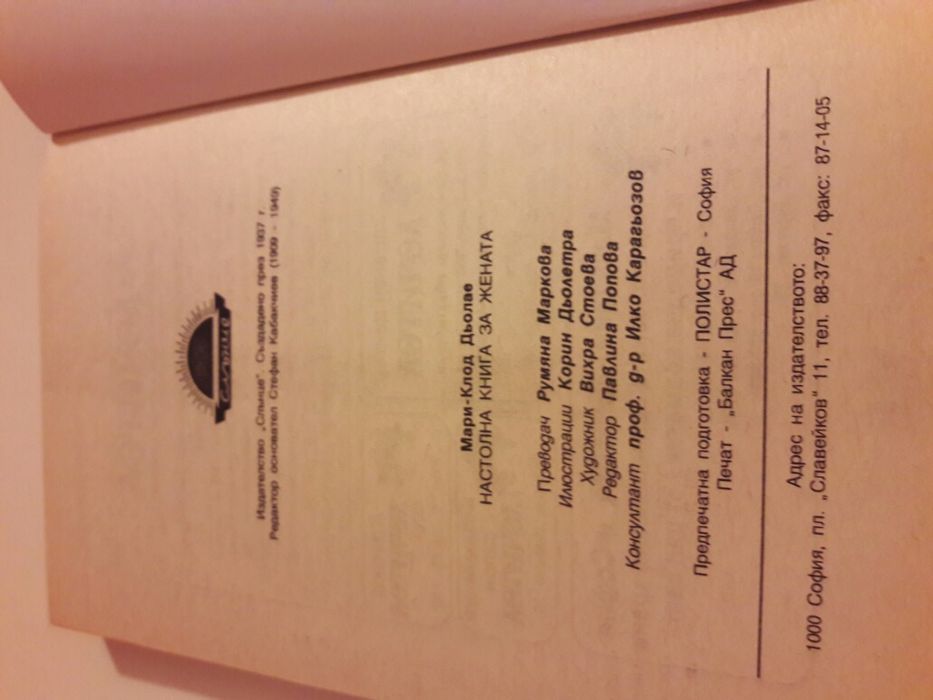 СЛЪНЦЕ
Издателство „Слънце". Създадено през 1937 г.
Редактор основател Стефан Кабакчиев (1909 - 1949)
Мари-Клод Дьолае
НАСТОЛНА КНИГА ЗА ЖЕНАТА
Преводач Румяна Маркова
Илюстрации Корин Дьолетра
Художник Вихра Стоева
Редактор Павлина Попова
Консултант проф. д-р Илко Карагьозов
Предпечатна подготовка - ПОЛИСТАР - София
Печат - „Балкан Прес" АД
Адрес на издателството:
1000 София, пл. „Славейков" 11, тел. 88-37-97, факс: 87-14-05